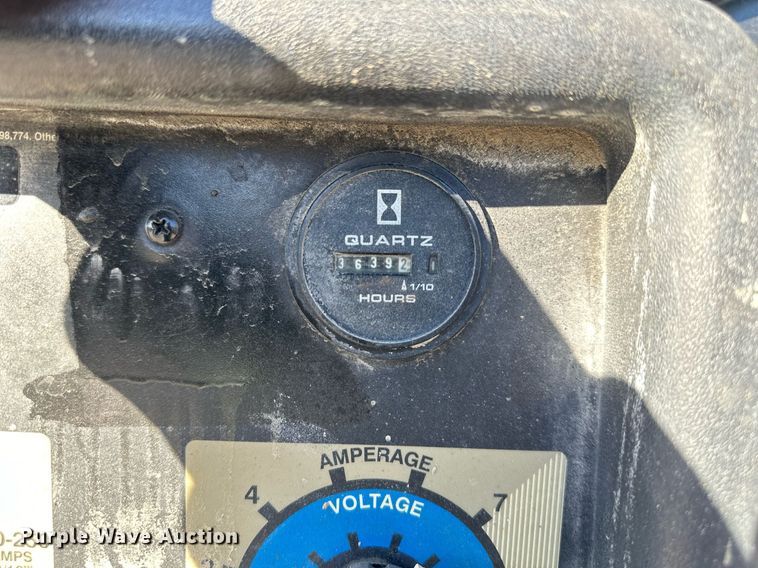 98,774. Othe
QUARTZ
36392
1/10
HOURS
AMPERAGE
4 7
VOLTAGE
MPS
Purple Wave Auction